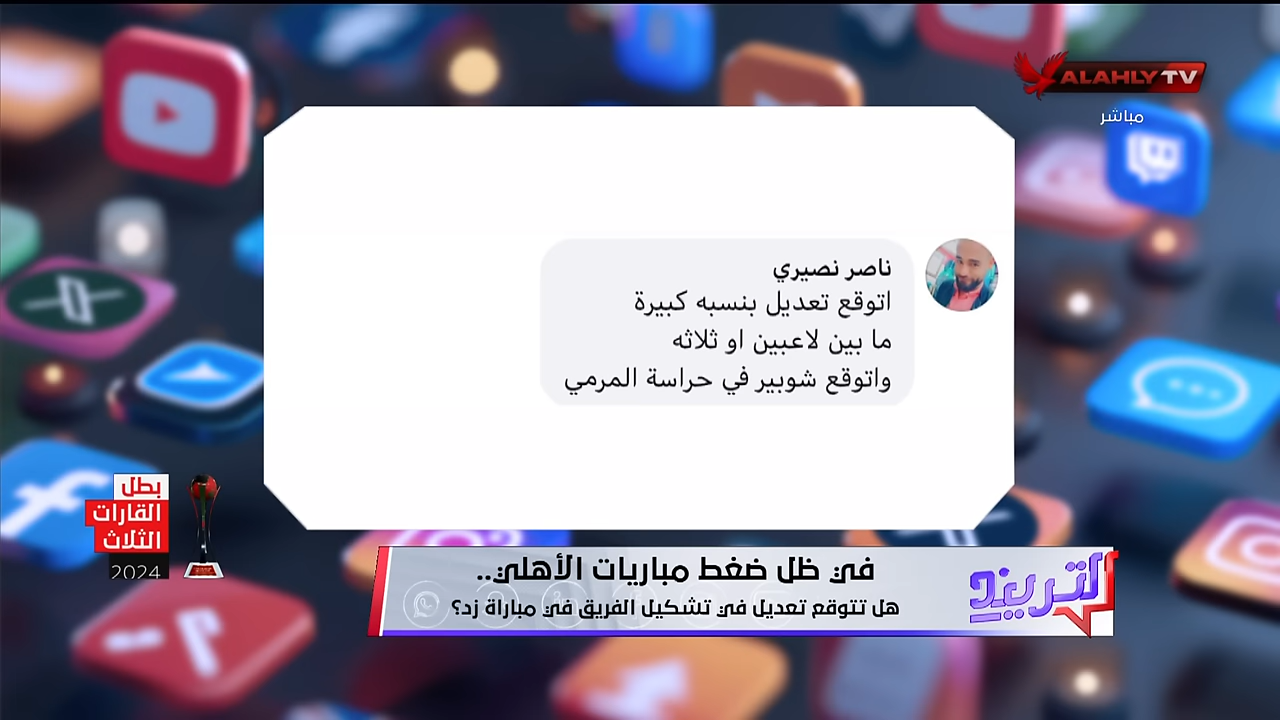 ALAHLY TV
مباشر
ناصر نصيري
اتوقع تعديل بنسبه كبيرة
ما بين لاعبين او ثلاثه
واتوقع شوبير في حراسة المرمي
بطل
القارات
الثلاث
2024
التريند
في ظل ضغط مباريات الأهلي..
هل تتوقع تعديل في تشكيل الفريق في مباراة زد؟